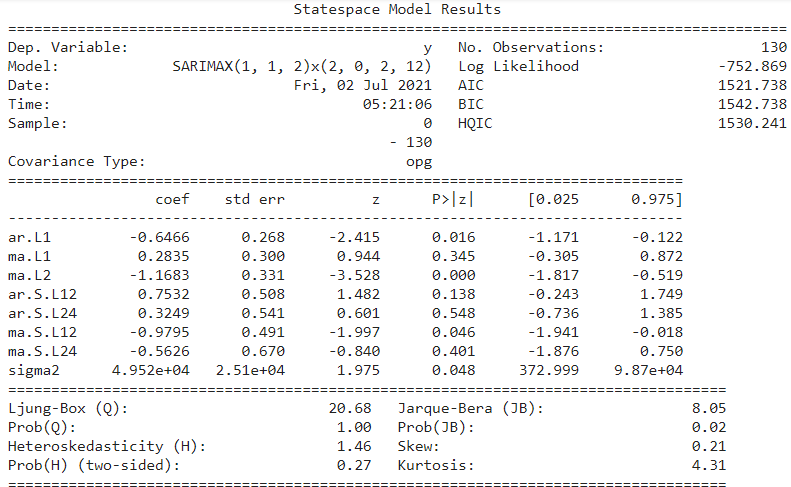 Statespace Model Results
==========================================================================================
Dep. Variable:                                  y   No. Observations:                  130
Model:             SARIMAX(1, 1, 2)x(2, 0, 2, 12)   Log Likelihood                -752.869
Date:                            Fri, 02 Jul 2021   AIC                           1521.738
Time:                                    05:21:06   BIC                           1542.738
Sample:                                         0   HQIC                          1530.241
                                            - 130
Covariance Type:                              opg
==============================================================================
                 coef    std err          z      P>|z|      [0.025      0.975]
------------------------------------------------------------------------------
ar.L1         -0.6466      0.268     -2.415      0.016      -1.171      -0.122
ma.L1          0.2835      0.300      0.944      0.345      -0.305       0.872
ma.L2         -1.1683      0.331     -3.528      0.000      -1.817      -0.519
ar.S.L12       0.7532      0.508      1.482      0.138      -0.243       1.749
ar.S.L24       0.3249      0.541      0.601      0.548      -0.736       1.385
ma.S.L12      -0.9795      0.491     -1.997      0.046      -1.941      -0.018
ma.S.L24      -0.5626      0.670     -0.840      0.401      -1.876       0.750
sigma2      4.952e+04   2.51e+04      1.975      0.048     372.999    9.87e+04
===================================================================================
Ljung-Box (Q):                       20.68   Jarque-Bera (JB):                 8.05
Prob(Q):                              1.00   Prob(JB):                         0.02
Heteroskedasticity (H):               1.46   Skew:                             0.21
Prob(H) (two-sided):                  0.27   Kurtosis:                         4.31
===================================================================================